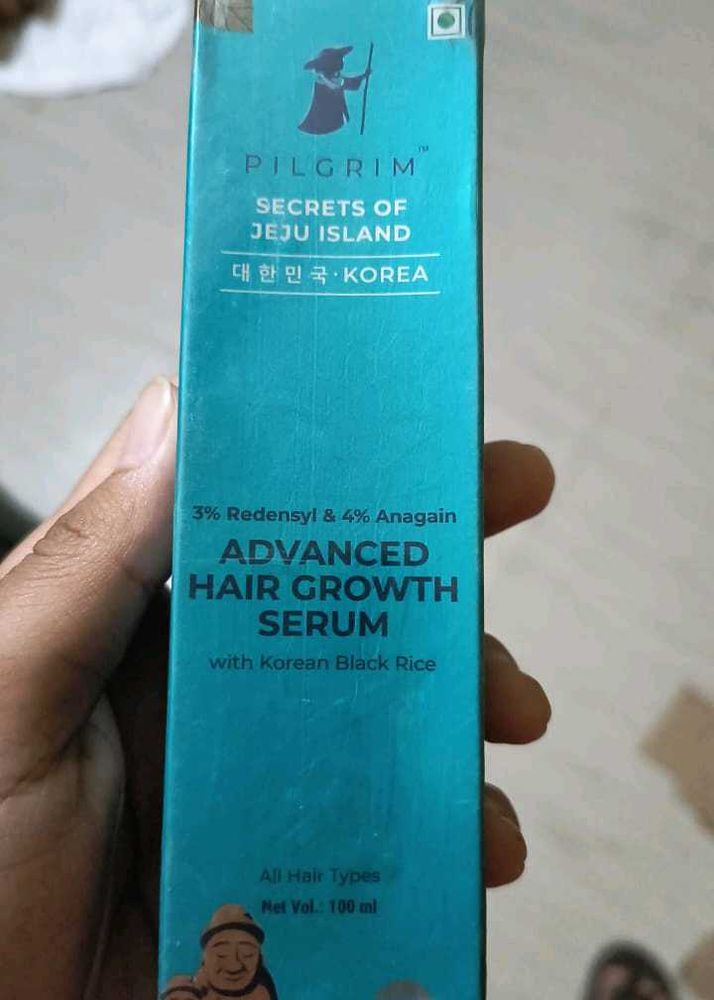 PILGRIM™
SECRETS OF
JEJU ISLAND
대한민국·KOREA
3% Redensyl & 4% Anagain
ADVANCED
HAIR GROWTH
SERUM
with Korean Black Rice
All Hair Types
Net Vol.: 100 ml